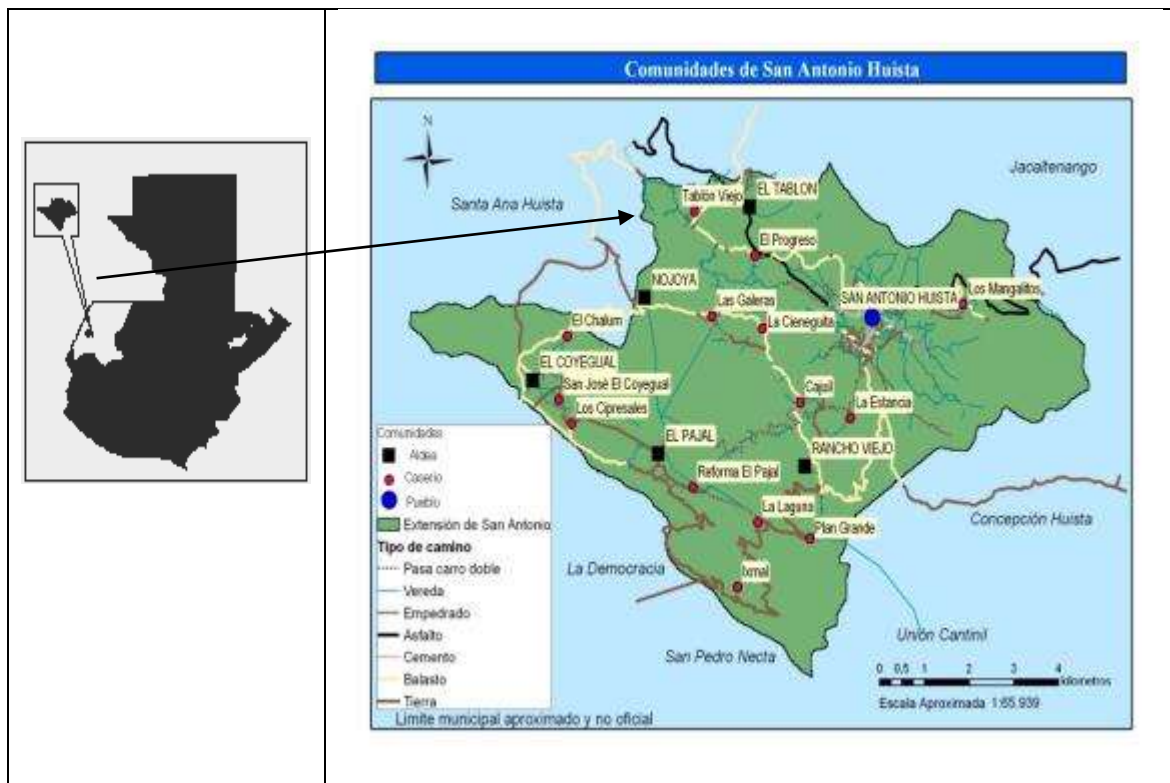 Comunidades de San Antonio Huista
N
Jacaltenango
Santa Ana Huista
Tablón Viejo
EL TABLON
El Progreso
NOJOYA
Las Galeras
SAN ANTONIO HUISTA
Los Mangalitos
El Chalum
La Cieneguita
EL COYEGUAL
San José El Coyegual
Cajuil
Los Cipresales
La Estancia
EL PAJAL
RANCHO VIEJO
Reforma El Pajal
La Laguna
Plan Grande
Concepción Huista
La Democracia
Ixmal
Unión Cantinil
San Pedro Necta
Comunidades
Aldea
Caserio
Pueblo
Extensión de San Antonio
Tipo de camino
Pasa carro doble
Vereda
Empedrado
Asfalto
Cemento
Balasto
Tierra
0 0,5 1 2 3 4
kilometros
Escala Aproximada 1:65.939
Limite municipal aproximado y no oficial